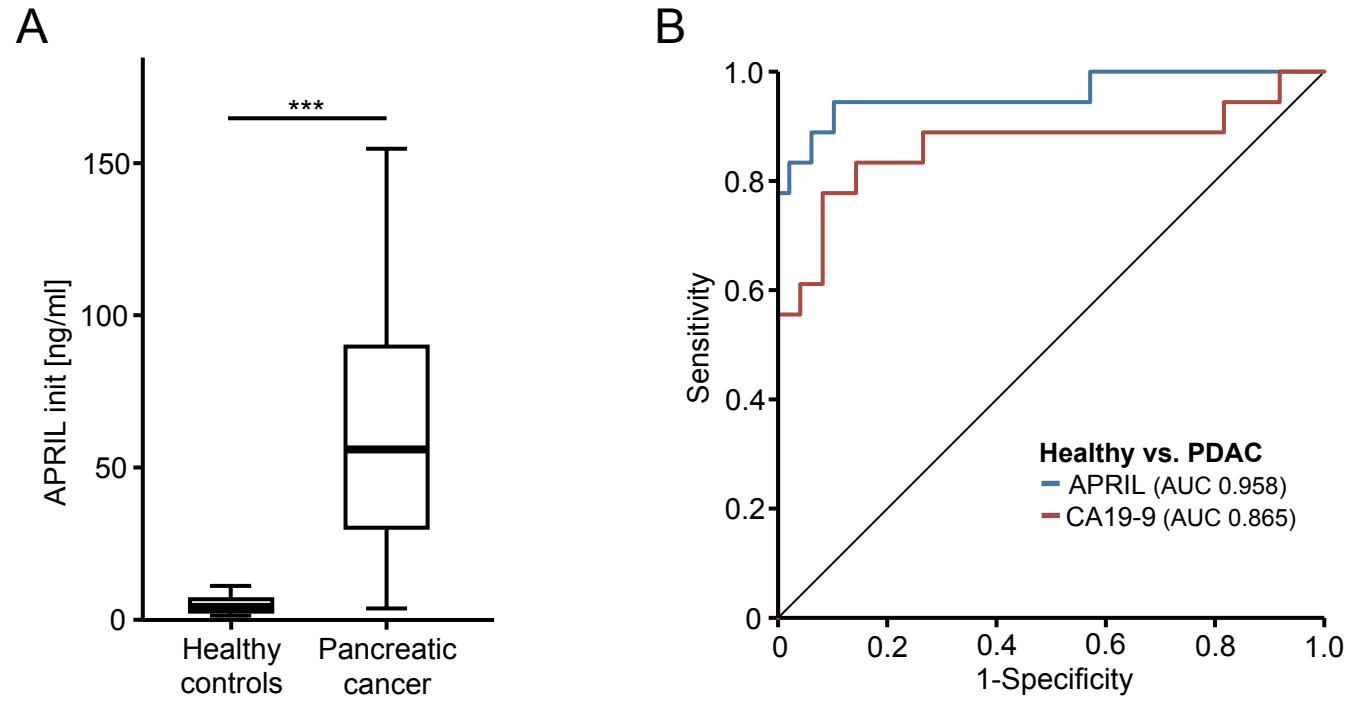 A
APRIL init [ng/ml]
150
100
50
0
***
Healthy
controls
Pancreatic
cancer
B
Sensitivity
1.0
0.8
0.6
0.4
0.2
0
0
0.2
0.4
0.6
0.8
1.0
1-Specificity
Healthy vs. PDAC
APRIL (AUC 0.958)
CA19-9 (AUC 0.865)